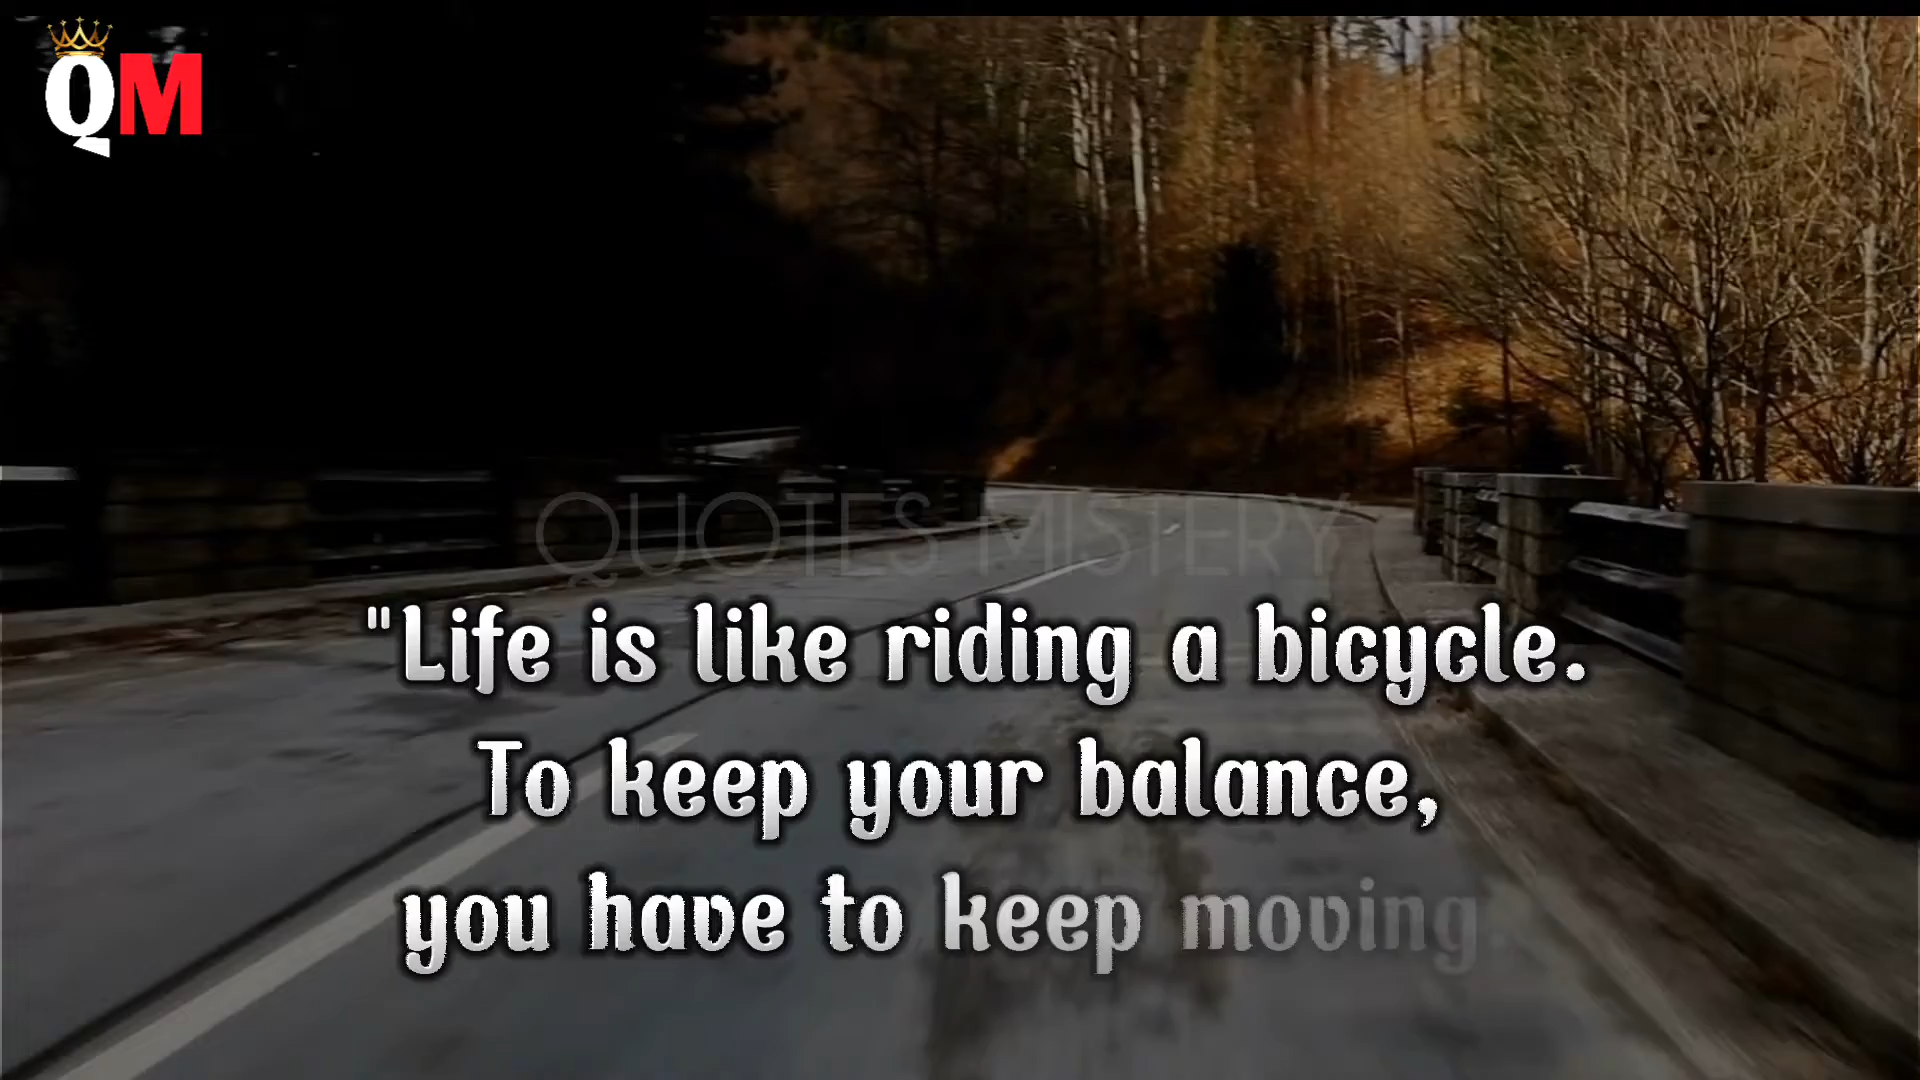 QM
QUOTES MISTERY
"Life is like riding a bicycle.
To keep your balance,
you have to keep moving.